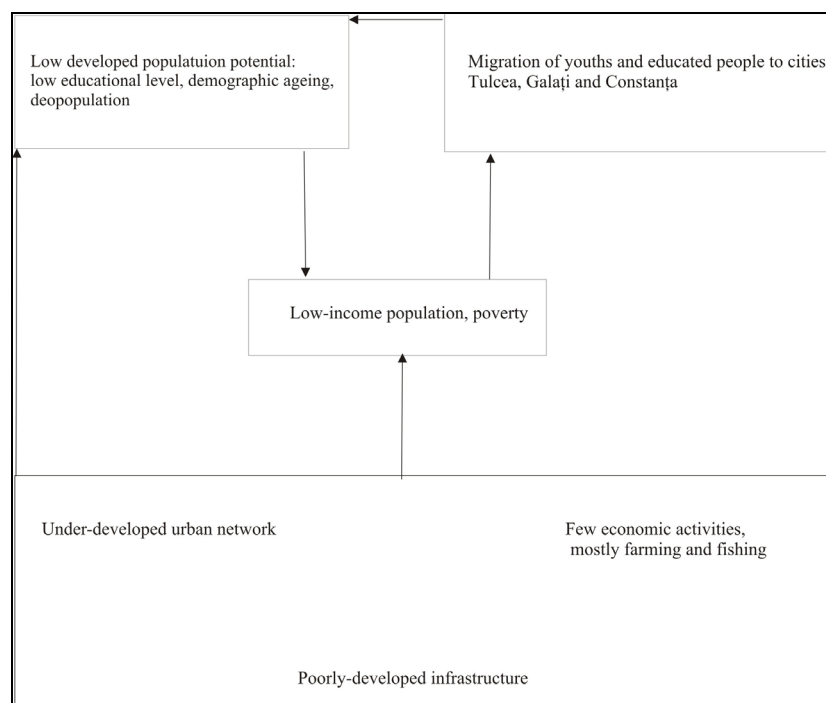 Low developed populatuion potential:
low educational level, demographic ageing,
deopopulation
Migration of youths and educated people to cities
Tulcea, Galați and Constanța
Low-income population, poverty
Under-developed urban network
Few economic activities,
mostly farming and fishing
Poorly-developed infrastructure